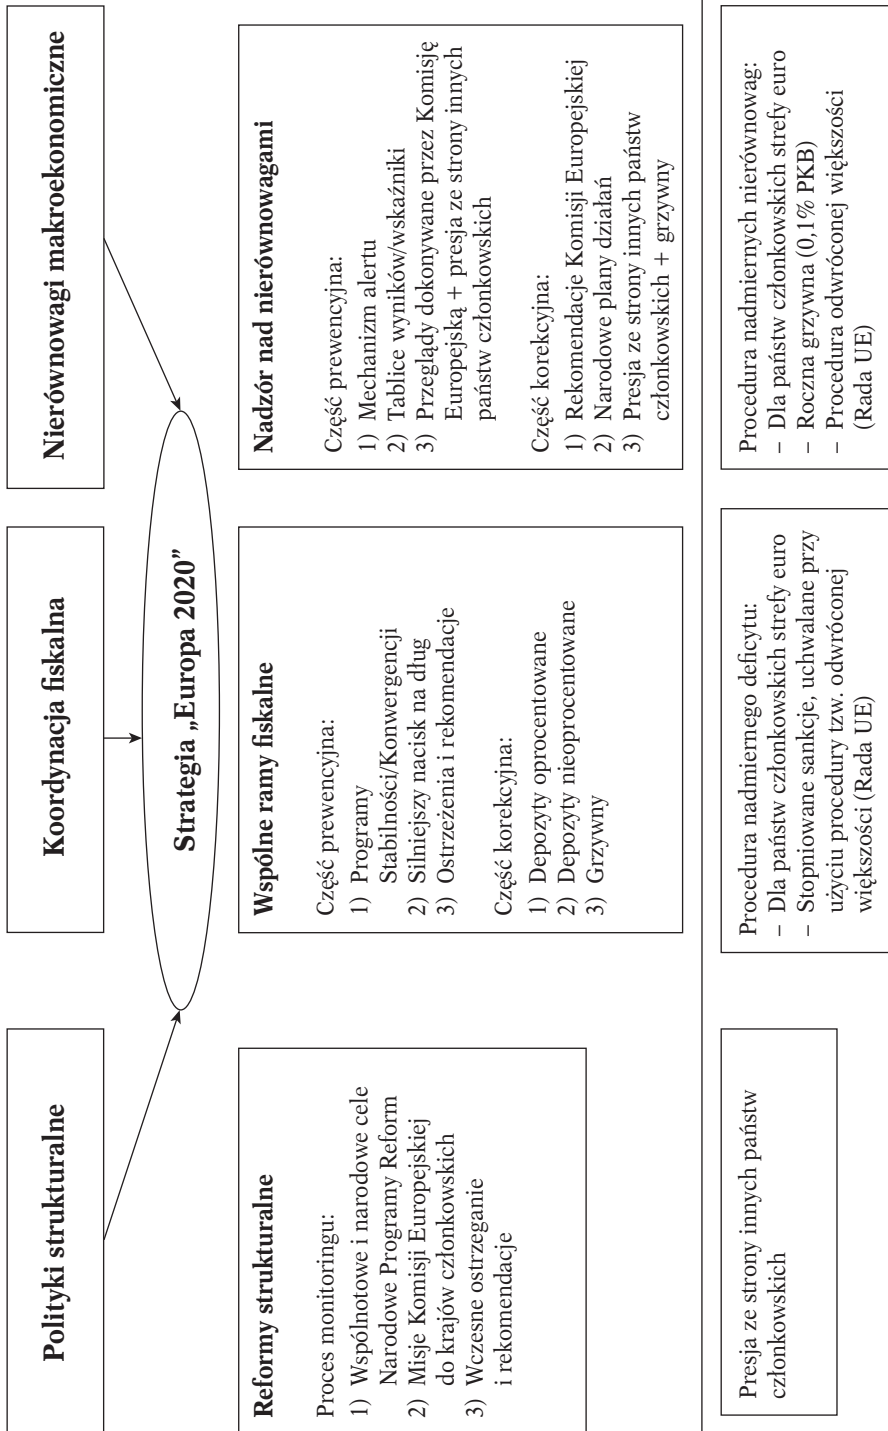 Polityki strukturalne
Koordynacja fiskalna
Nierównowagi makroekonomiczne
Strategia „Europa 2020”
Reformy strukturalne
Proces monitoringu:
1) Wspólnotowe i narodowe cele
Narodowe Programy Reform
2) Misje Komisji Europejskiej
do krajów członkowskich
3) Wczesne ostrzeganie
i rekomendacje
Wspólne ramy fiskalne
Część prewencyjna:
1) Programy
Stabilności/Konwergencji
2) Silniejszy nacisk na dług
3) Ostrzeżenia i rekomendacje
Część korekcyjna:
1) Depozyty oprocentowane
2) Depozyty nieoprocentowane
3) Grzywny
Nadzór nad nierównowagami
Część prewencyjna:
1) Mechanizm alertu
2) Tablice wyników/wskaźniki
3) Przeglądy dokonywane przez Komisję
Europejską + presja ze strony innych
państw członkowskich
Część korekcyjna:
1) Rekomendacje Komisji Europejskiej
2) Narodowe plany działań
3) Presja ze strony innych państw
członkowskich + grzywny
Presja ze strony innych państw
członkowskich
Procedura nadmiernego deficytu:
– Dla państw członkowskich strefy euro
– Stopniowane sankcje, uchwalane przy
użyciu procedury tzw. odwróconej
większości (Rada UE)
Procedura nadmiernych nierównowag:
– Dla państw członkowskich strefy euro
– Roczna grzywna (0,1% PKB)
– Procedura odwróconej większości
(Rada UE)